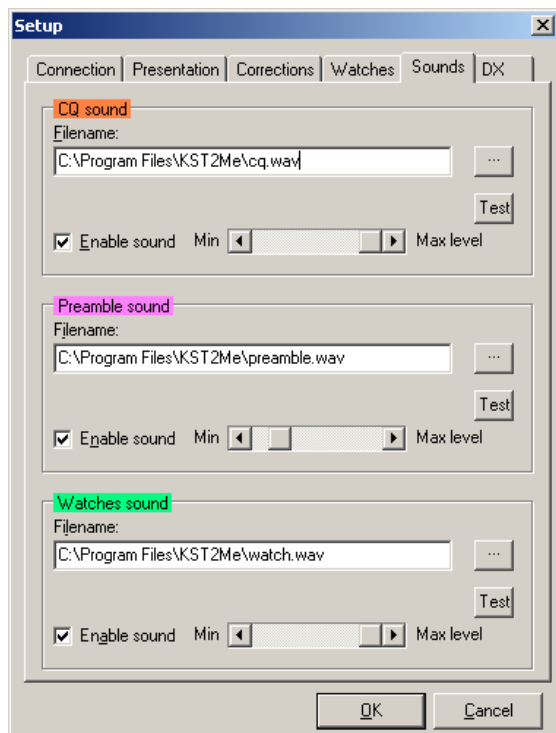 Setup
Connection Presentation Corrections Watches Sounds DX
CQ sound
Filename:
C:\Program Files\KST2Me\cq.wav
...
Test
Enable sound Min Max level
Preamble sound
Filename:
C:\Program Files\KST2Me\preamble.wav
...
Test
Enable sound Min Max level
Watches sound
Filename:
C:\Program Files\KST2Me\watch.wav
...
Test
Enable sound Min Max level
OK Cancel